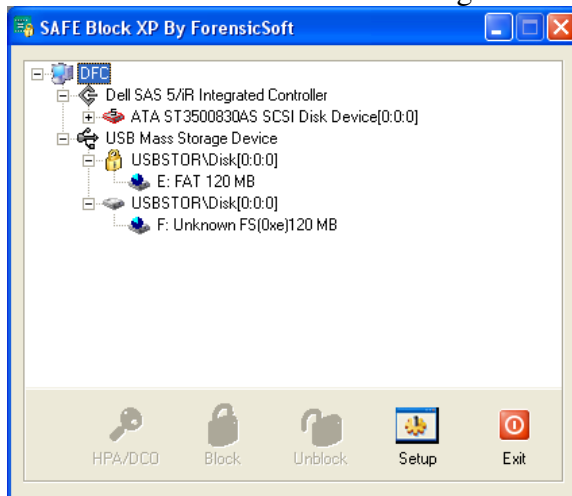 SAFE Block XP By ForensicSoft
DFC
Dell SAS 5/iR Integrated Controller
ATA ST3500830AS SCSI Disk Device[0:0:0]
USB Mass Storage Device
USBSTOR\Disk[0:0:0]
E: FAT 120 MB
USBSTOR\Disk[0:0:0]
F: Unknown FS(0xe)120 MB
HPA/DCO Block Unblock Setup Exit